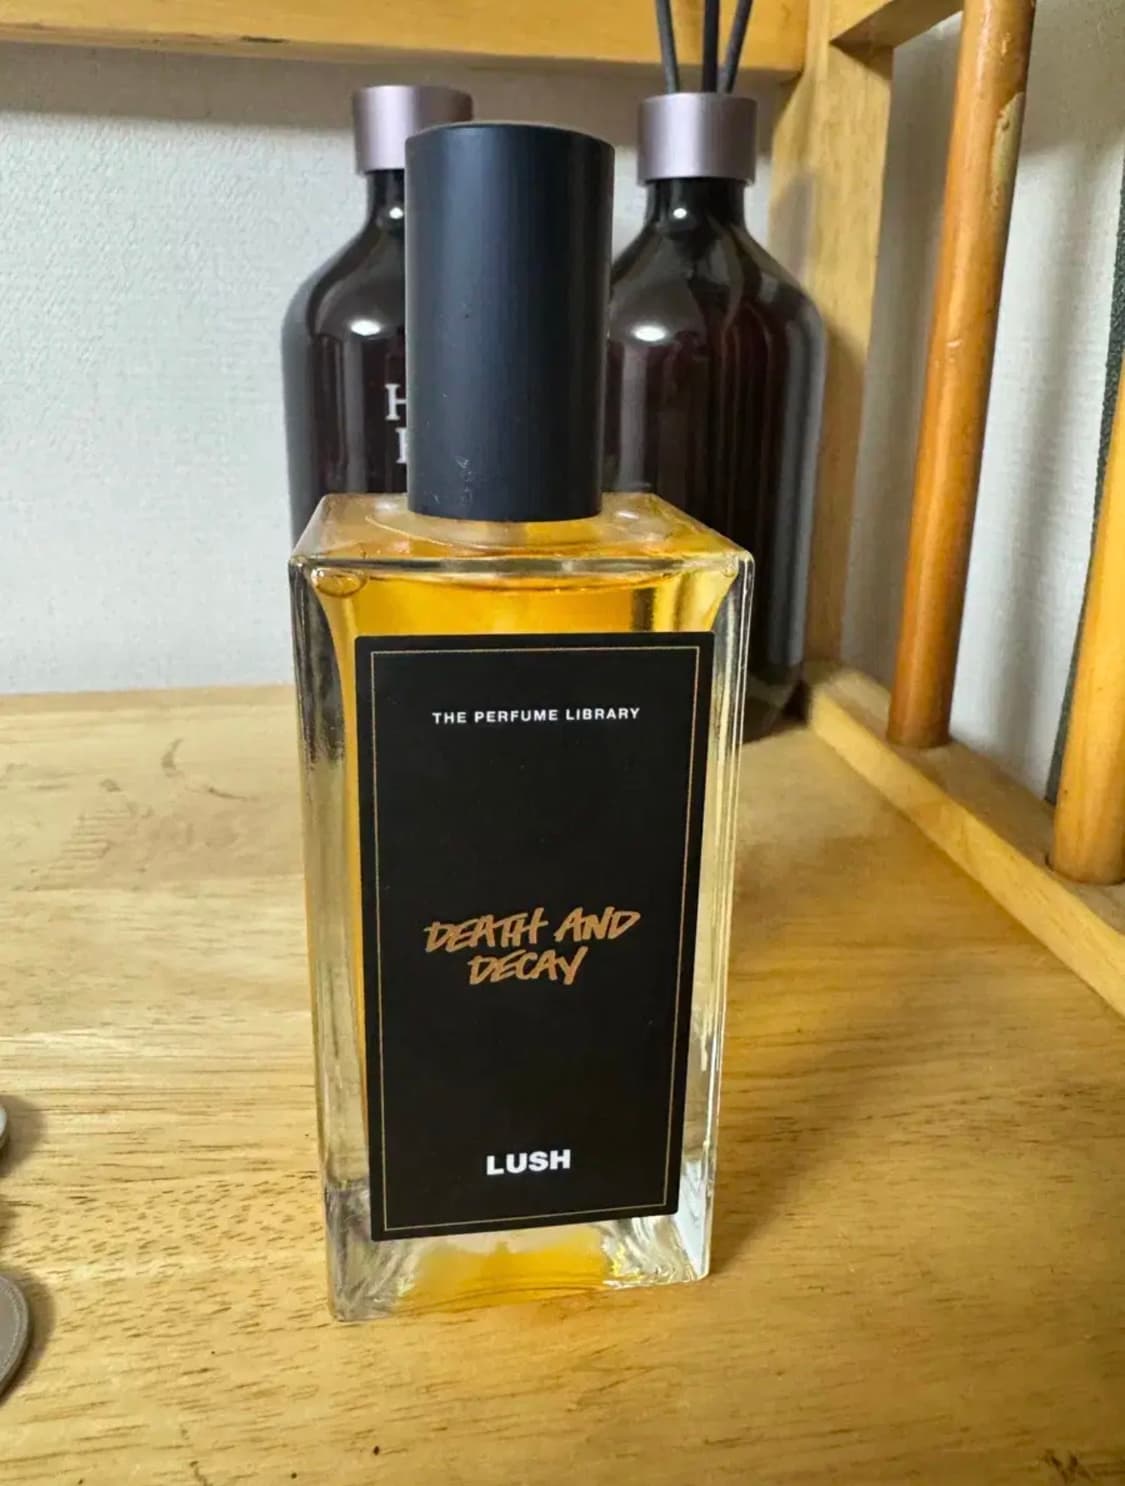 THE PERFUME LIBRARY
DEATH AND
DECAY
LUSH